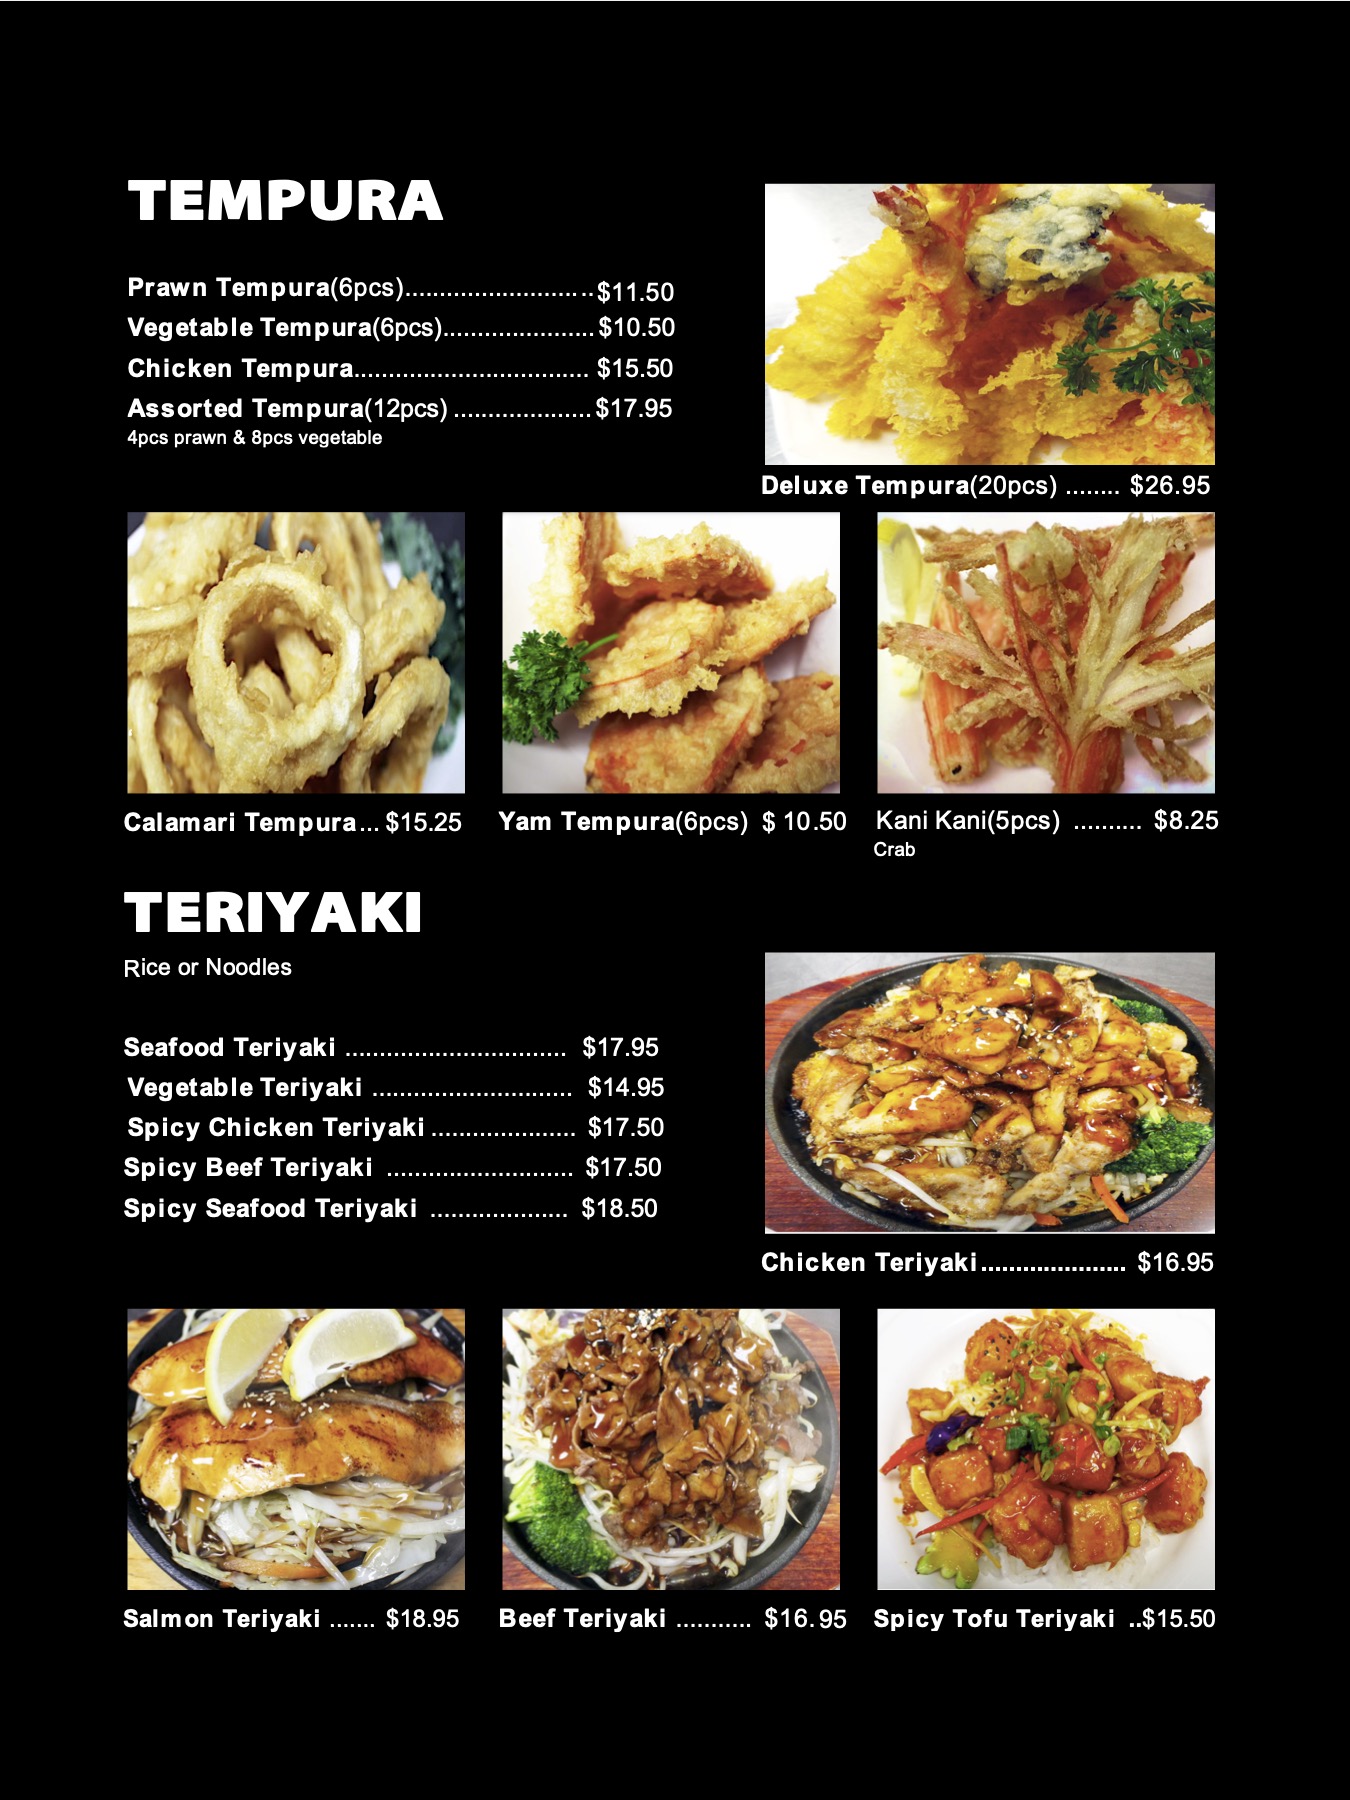 TEMPURA
Prawn Tempura(6pcs)...........................$11.50
Vegetable Tempura(6pcs)......................$10.50
Chicken Tempura.................................. $15.50
Assorted Tempura(12pcs) ....................$17.95
4pcs prawn & 8pcs vegetable
Deluxe Tempura(20pcs) ........ $26.95
Calamari Tempura... $15.25
Yam Tempura(6pcs) $ 10.50
Kani Kani(5pcs) .......... $8.25
Crab
TERIYAKI
Rice or Noodles
Seafood Teriyaki ................................ $17.95
Vegetable Teriyaki ............................. $14.95
Spicy Chicken Teriyaki ..................... $17.50
Spicy Beef Teriyaki ........................... $17.50
Spicy Seafood Teriyaki .................... $18.50
Chicken Teriyaki..................... $16.95
Salmon Teriyaki ....... $18.95
Beef Teriyaki ........... $16.95
Spicy Tofu Teriyaki ..$15.50